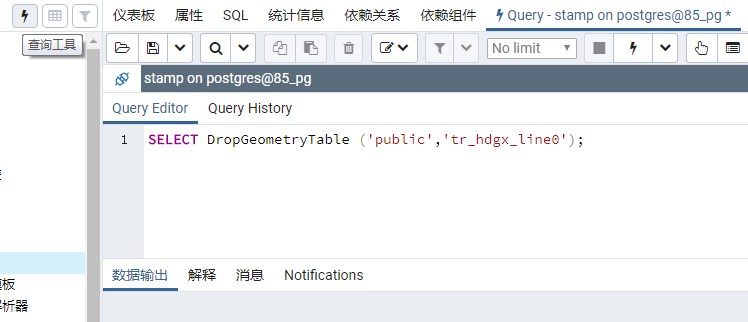 仪表板 属性 SQL 统计信息 依赖关系 依赖组件 Query - stamp on postgres@85_pg *
查询工具
No limit
stamp on postgres@85_pg
Query Editor Query History
1 SELECT DropGeometryTable ('public','tr_hdgx_line0');
数据输出 解释 消息 Notifications
板
析器